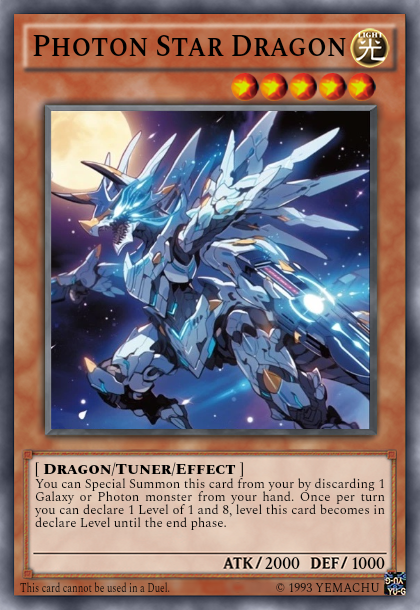 PHOTON STAR DRAGON
LIGHT
光
[ DRAGON/TUNER/EFFECT ]
You can Special Summon this card from your by discarding 1
Galaxy or Photon monster from your hand. Once per turn
you can declare 1 Level of 1 and 8, level this card becomes in
declare Level until the end phase.
ATK/2000 DEF/1000
This card cannot be used in a Duel.
© 1993 YEMACHU